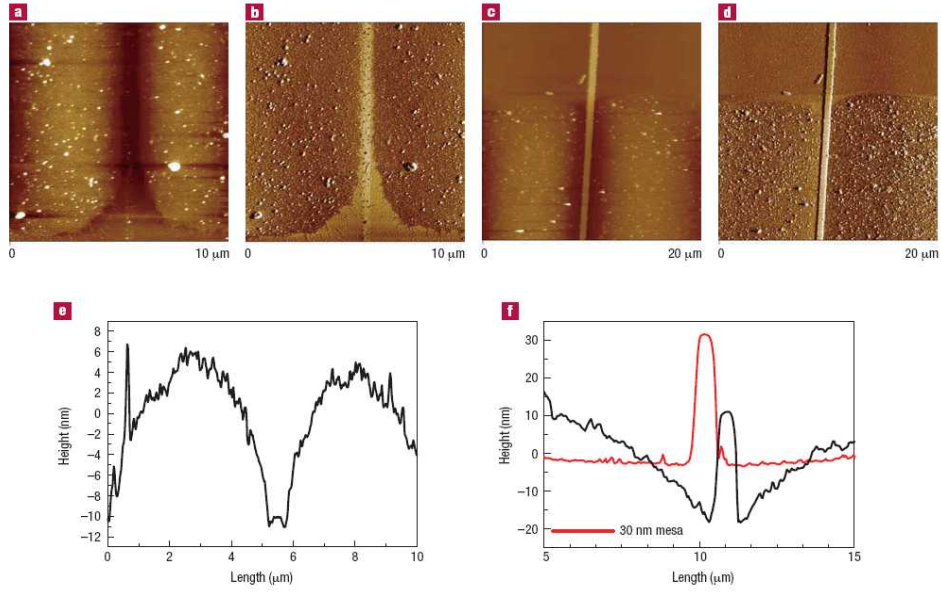 a
b
c
d
0 10 μm
0 10 μm
0 20 μm
0 20 μm
e
f
8
6
4
2
0
−2
−4
−6
−8
−10
−12
Height (nm)
0 2 4 6 8 10
Length (μm)
30
20
10
0
−10
−20
Height (nm)
30 nm mesa
5 10 15
Length (μm)